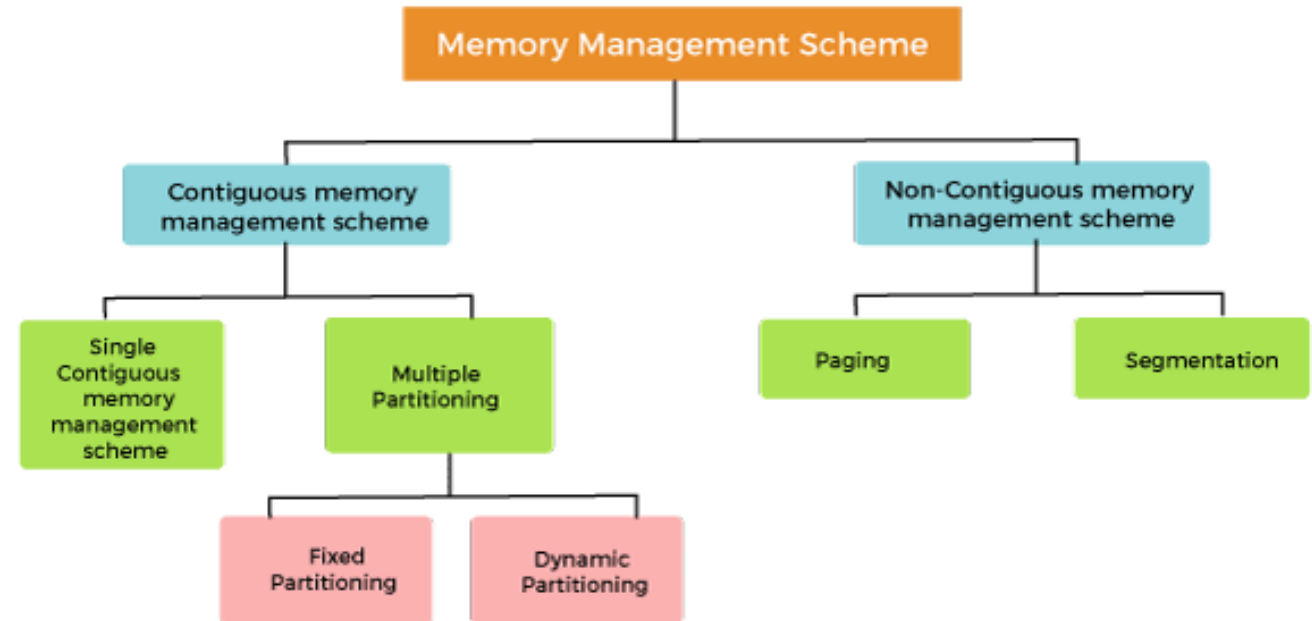 Memory Management Scheme
Contiguous memory
management scheme
Non-Contiguous memory
management scheme
Single
Contiguous
memory
management
scheme
Multiple
Partitioning
Paging
Segmentation
Fixed
Partitioning
Dynamic
Partitioning